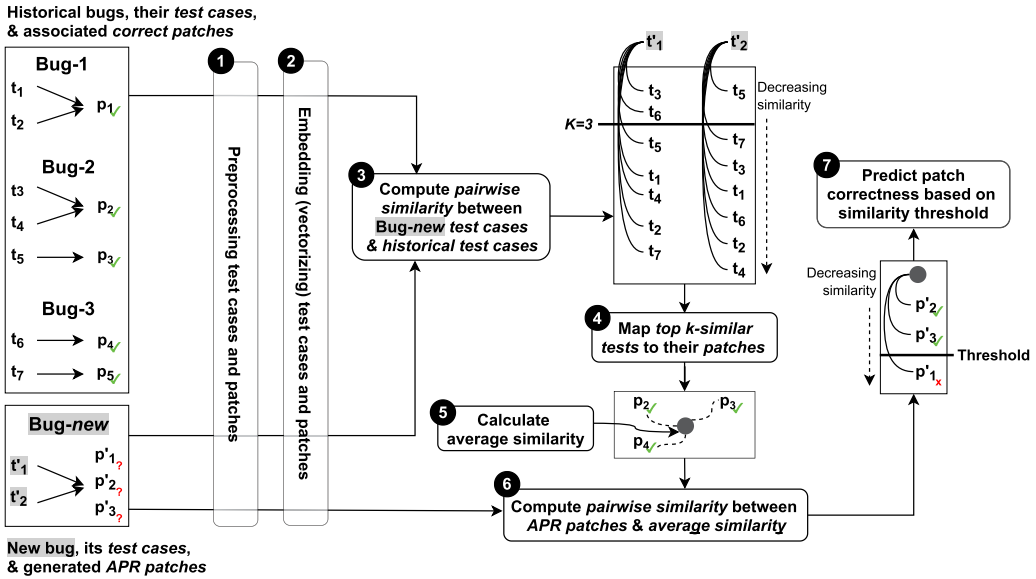 Historical bugs, their test cases,
& associated correct patches
Bug-1
t1
t2
p1
Bug-2
t3
t4
p2
t5
p3
Bug-3
t6
p4
t7
p5
Bug-new
t'1
t'2
p'1?
p'2?
p'3?
New bug, its test cases,
& generated APR patches
1
Preprocessing test cases and patches
2
Embedding (vectorizing) test cases and patches
3
Compute pairwise
similarity between
Bug-new test cases
& historical test cases
t'1
t3
t6
K=3
t5
t1
t4
t2
t7
t'2
t5
t7
t3
t1
t6
t2
t4
Decreasing
similarity
4
Map top k-similar
tests to their patches
5
Calculate
average similarity
p2
p3
p4
6
Compute pairwise similarity between
APR patches & average similarity
7
Predict patch
correctness based on
similarity threshold
Decreasing
similarity
p'2
p'3
Threshold
p'1x